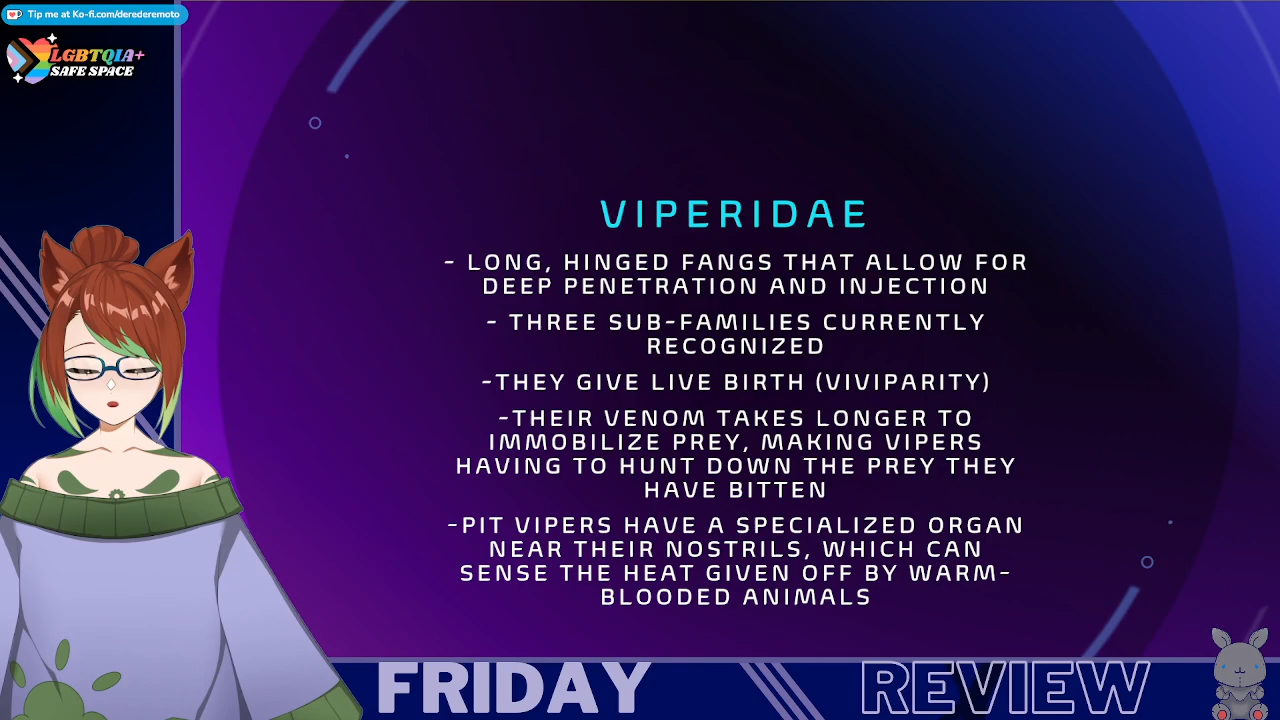 Tip me at Ko-fi.com/derederemoto
LGBTQIA+
SAFE SPACE
VIPERIDAE
- LONG, HINGED FANGS THAT ALLOW FOR
DEEP PENETRATION AND INJECTION
- THREE SUB-FAMILIES CURRENTLY
RECOGNIZED
-THEY GIVE LIVE BIRTH (VIVIPARITY)
-THEIR VENOM TAKES LONGER TO
IMMOBILIZE PREY, MAKING VIPERS
HAVING TO HUNT DOWN THE PREY THEY
HAVE BITTEN
-PIT VIPERS HAVE A SPECIALIZED ORGAN
NEAR THEIR NOSTRILS, WHICH CAN
SENSE THE HEAT GIVEN OFF BY WARM-
BLOODED ANIMALS
FRIDAY REVIEW